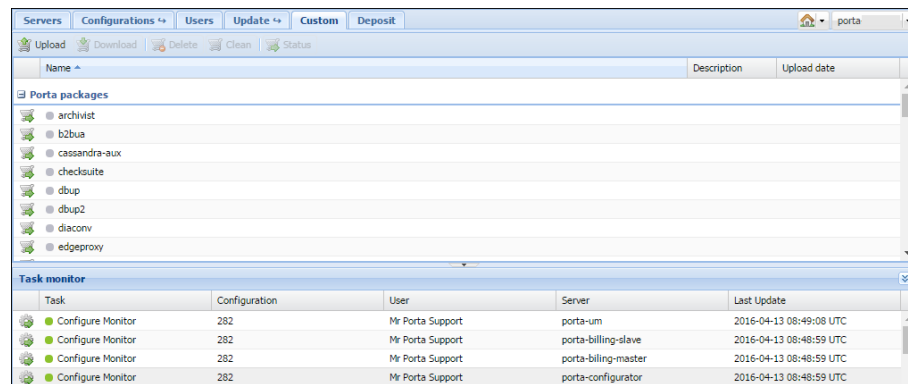 Servers Configurations ↪ Users Update ↪ Custom Deposit porta
Upload Download Delete Clean Status
Name Description Upload date
Porta packages
archivist
b2bua
cassandra-aux
checksuite
dbup
dbup2
diaconv
edgeproxy
Task monitor
Task Configuration User Server Last Update
Configure Monitor 282 Mr Porta Support porta-um 2016-04-13 08:49:08 UTC
Configure Monitor 282 Mr Porta Support porta-billing-slave 2016-04-13 08:48:59 UTC
Configure Monitor 282 Mr Porta Support porta-biling-master 2016-04-13 08:48:59 UTC
Configure Monitor 282 Mr Porta Support porta-configurator 2016-04-13 08:48:59 UTC